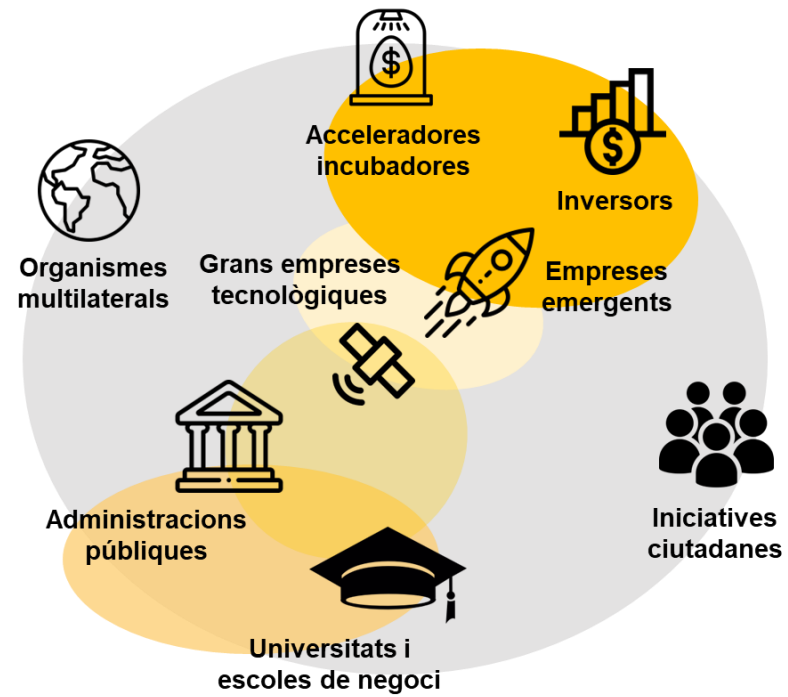 Acceleradores
incubadores
Inversors
Organismes
multilaterals
Grans empreses
tecnològiques
Empreses
emergents
Administracions
públiques
Iniciatives
ciutadanes
Universitats i
escoles de negoci